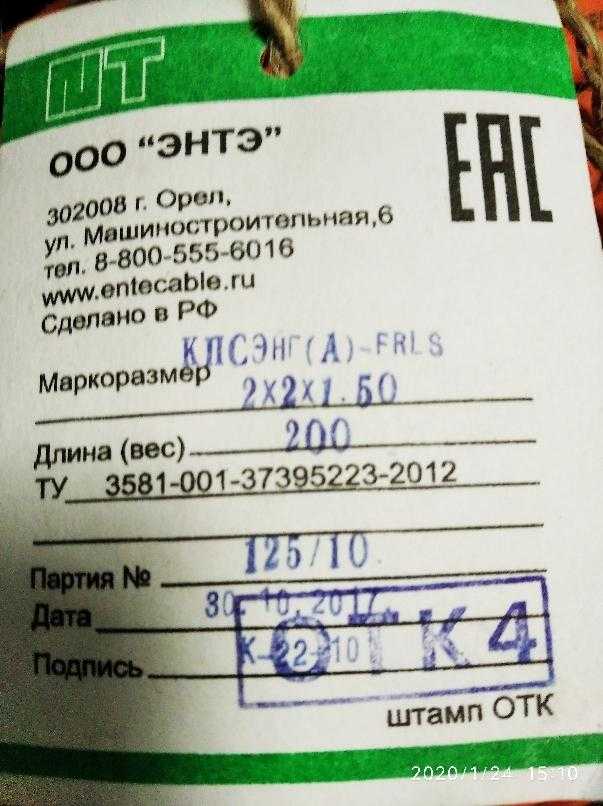 NT
ООО "ЭНТЭ"
EAC
302008 г. Орел,
ул. Машиностроительная,6
тел. 8-800-555-6016
www.entecable.ru
Сделано в РФ
КПСЭНГ(А)-FRLS
Маркоразмер 2х2х1.50
Длина (вес) 200
ТУ 3581-001-37395223-2012
Партия № 125/10
Дата 30.10.2017
Подпись К-22-10
ОТК 4
штамп ОТК
2020/1/24 15:10